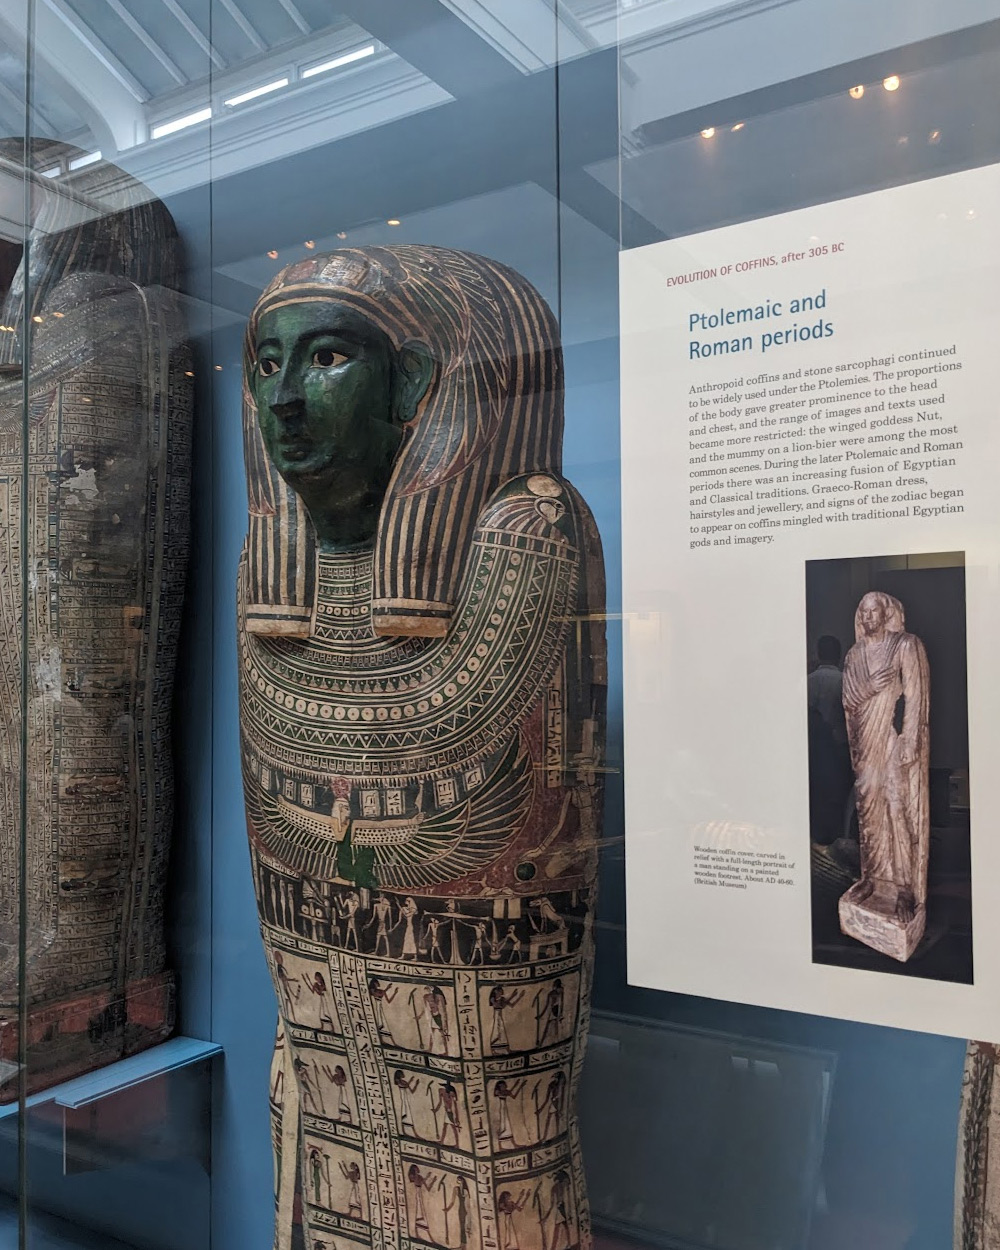 EVOLUTION OF COFFINS, after 305 BC
Ptolemaic and
Roman periods
Anthropoid coffins and stone sarcophagi continued
to be widely used under the Ptolemies. The proportions
of the body gave greater prominence to the head
and chest, and the range of images and texts used
became more restricted: the winged goddess Nut,
and the mummy on a lion-bier were among the most
common scenes. During the later Ptolemaic and Roman
periods there was an increasing fusion of Egyptian
and Classical traditions. Graeco-Roman dress,
hairstyles and jewellery, and signs of the zodiac began
to appear on coffins mingled with traditional Egyptian
gods and imagery.
Wooden coffin cover, carved in
relief with a full length portrait of
a man standing on a painted
wooden footrest. About AD 40-60.
(British Museum)